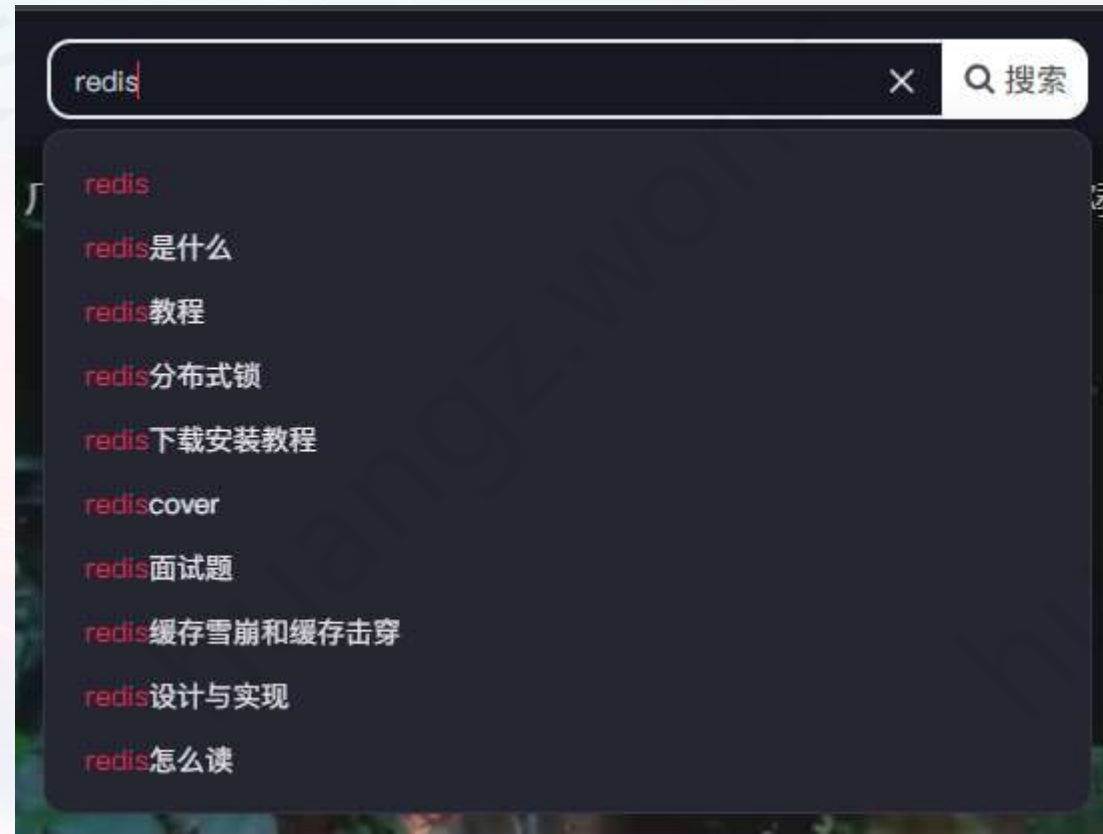 redis
搜索
redis
redis是什么
redis教程
redis分布式锁
redis下载安装教程
rediscover
redis面试题
redis缓存雪崩和缓存击穿
redis设计与实现
redis怎么读